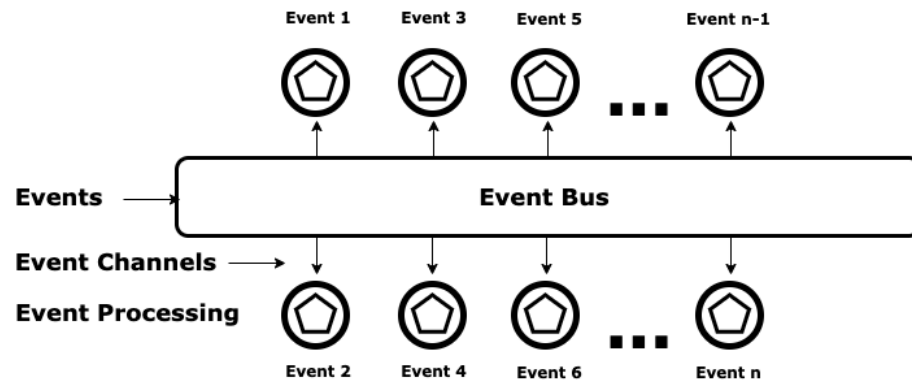 Event 1 Event 3 Event 5 Event n-1
Events Event Bus
Event Channels
Event Processing
Event 2 Event 4 Event 6 Event n